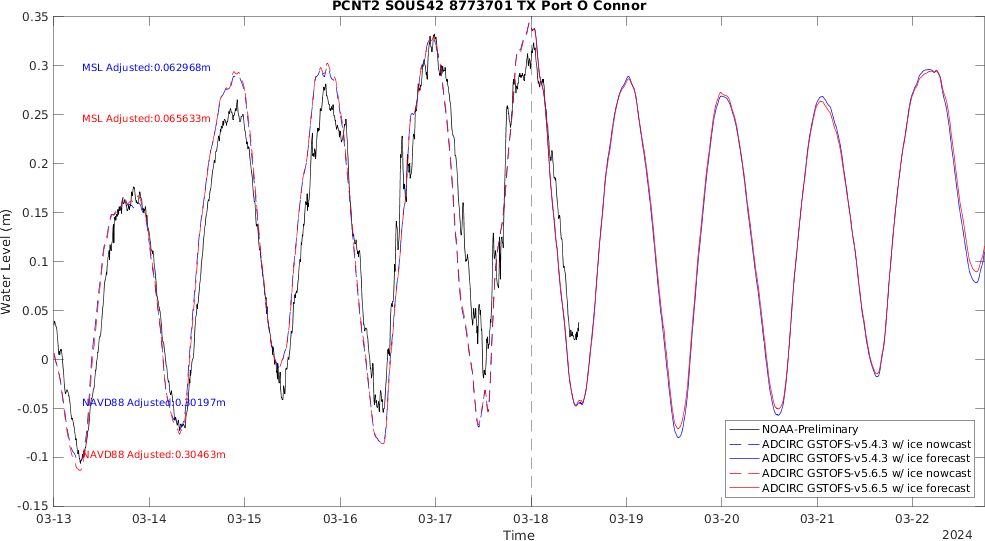 PCNT2 SOUS42 8773701 TX Port O Connor
0.35
0.3
0.25
0.2
0.15
0.1
0.05
0
-0.05
-0.1
-0.15
Water Level (m)
MSL Adjusted:0.062968m
MSL Adjusted:0.065633m
NAVD88 Adjusted:0.30197m
NAVD88 Adjusted:0.30463m
NOAA-Preliminary
ADCIRC GSTOFS-v5.4.3 w/ ice nowcast
ADCIRC GSTOFS-v5.4.3 w/ ice forecast
ADCIRC GSTOFS-v5.6.5 w/ ice nowcast
ADCIRC GSTOFS-v5.6.5 w/ ice forecast
03-13 03-14 03-15 03-16 03-17 03-18 03-19 03-20 03-21 03-22
Time
2024